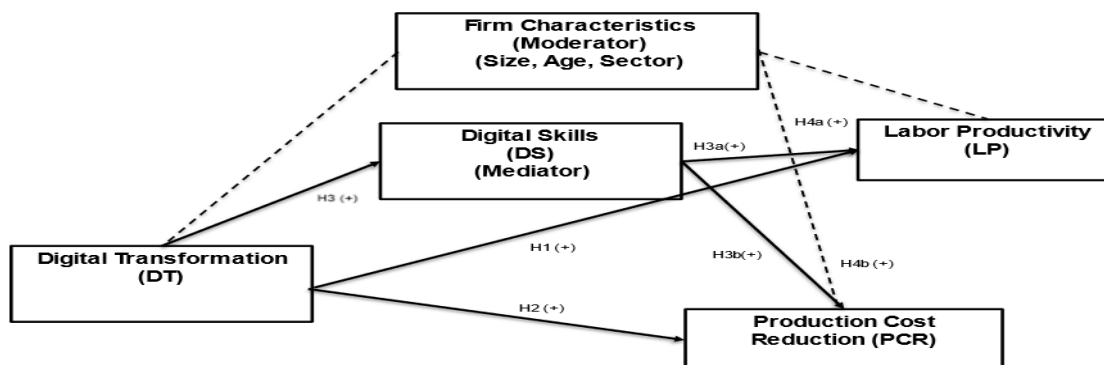 Firm Characteristics
(Moderator)
(Size, Age, Sector)
H4a (+)
Labor Productivity
(LP)
Digital Skills
(DS)
(Mediator)
H3a(+)
H3 (+)
Digital Transformation
(DT)
H1 (+)
H3b(+)
H4b (+)
H2 (+)
Production Cost
Reduction (PCR)